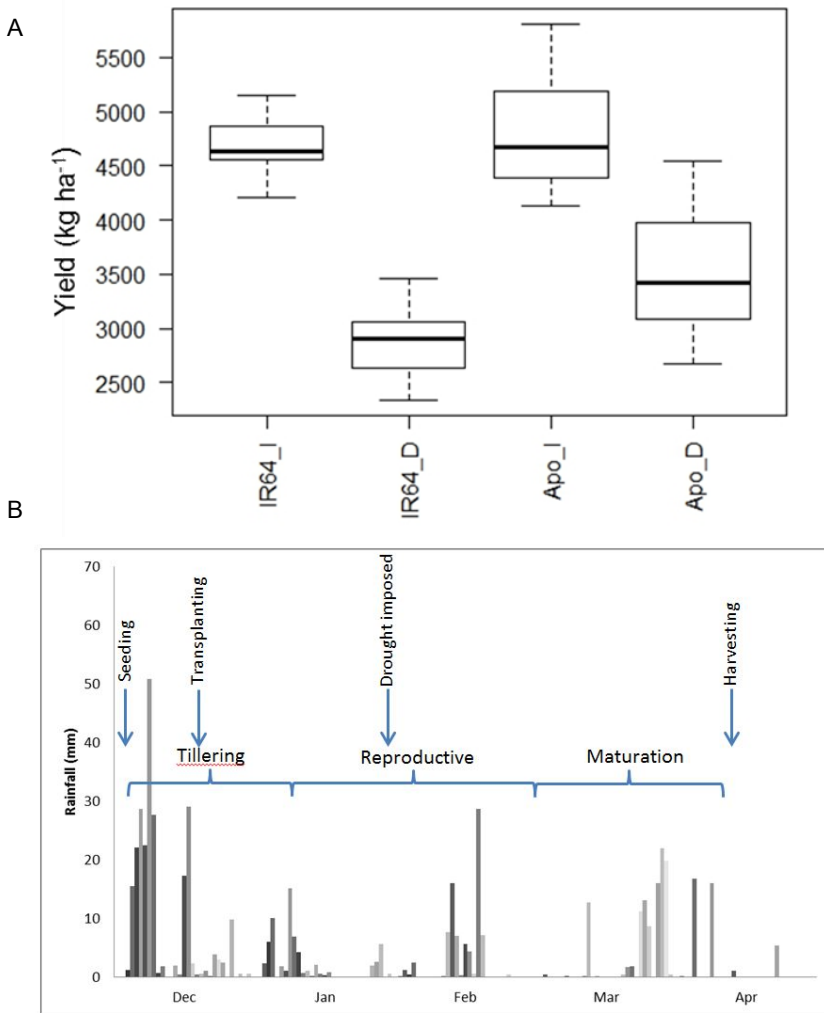 A
5500
5000
4500
4000
3500
3000
2500
Yield (kg ha⁻¹)
IR64_I
IR64_D
Apo_I
Apo_D
B
70
60
50
40
30
20
10
0
Rainfall (mm)
Seeding
Transplanting
Drought imposed
Harvesting
Tillering
Reproductive
Maturation
Dec
Jan
Feb
Mar
Apr